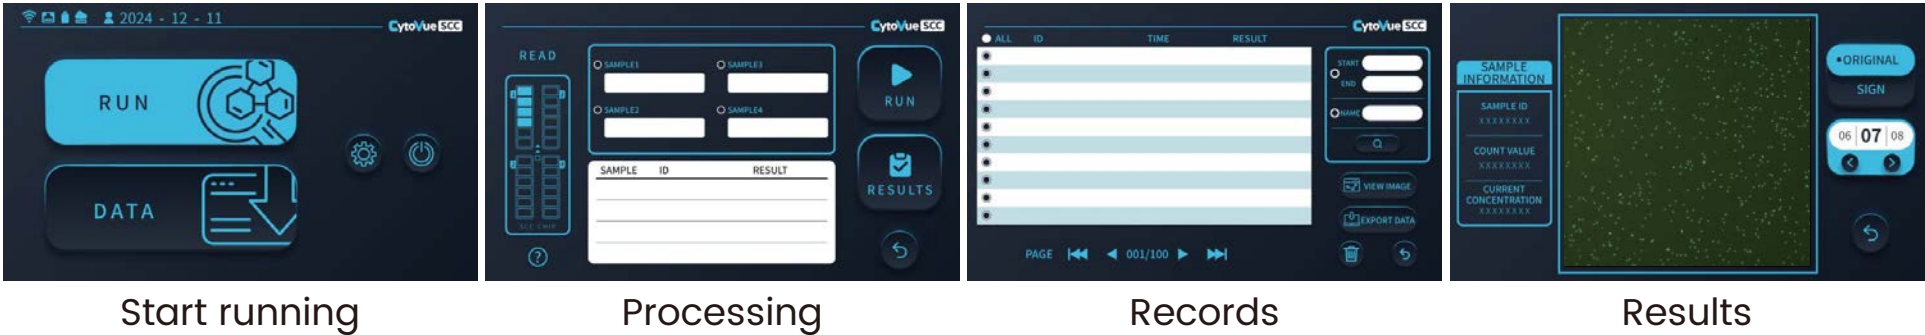 2024 - 12 - 11
CytoVue SCC
RUN
DATA
Start running
CytoVue SCC
READ
SAMPLE1
SAMPLE3
SAMPLE2
SAMPLE4
SCC CHIP
?
SAMPLE ID RESULT
RUN
RESULTS
Processing
CytoVue SCC
ALL ID TIME RESULT
START
END
NAME
VIEW IMAGE
EXPORT DATA
PAGE 001/100
Records
SAMPLE
INFORMATION
SAMPLE ID
XXXXXXXX
COUNT VALUE
XXXXXXXX
CURRENT
CONCENTRATION
XXXXXXXX
ORIGINAL
SIGN
06 07 08
Results